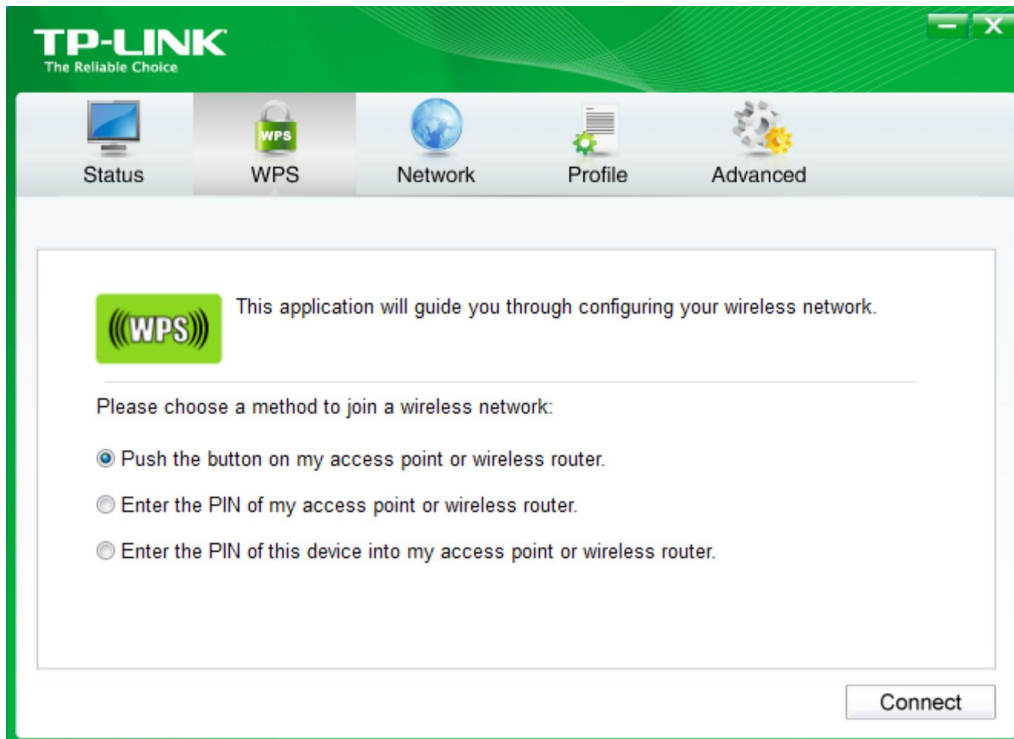 TP-LINK
The Reliable Choice
Status
WPS
WPS
Network
Profile
Advanced
(((WPS)))
This application will guide you through configuring your wireless network.
Please choose a method to join a wireless network:
Push the button on my access point or wireless router.
Enter the PIN of my access point or wireless router.
Enter the PIN of this device into my access point or wireless router.
Connect